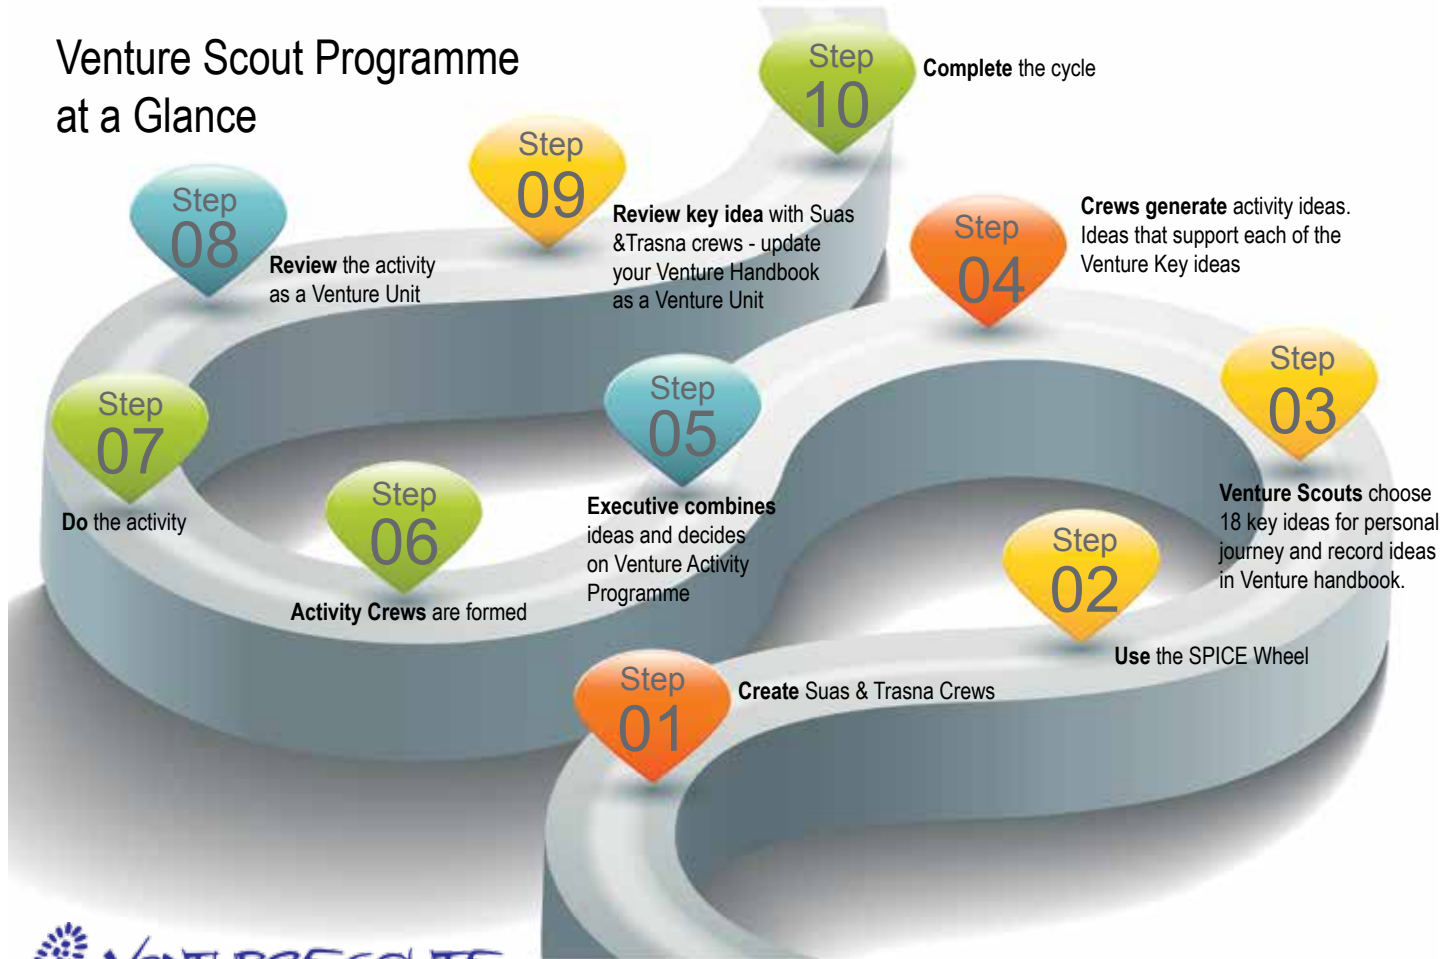 Venture Scout Programme
at a Glance
Step
10
Complete the cycle
Step
09
Review key idea with Suas
&Trasna crews - update
your Venture Handbook
as a Venture Unit
Step
08
Review the activity
as a Venture Unit
Step
04
Crews generate activity ideas.
Ideas that support each of the
Venture Key ideas
Step
03
Venture Scouts choose
18 key ideas for personal
journey and record ideas
in Venture handbook.
Step
05
Executive combines
ideas and decides
on Venture Activity
Programme
Step
07
Do the activity
Step
06
Activity Crews are formed
Step
02
Use the SPICE Wheel
Step
01
Create Suas & Trasna Crews